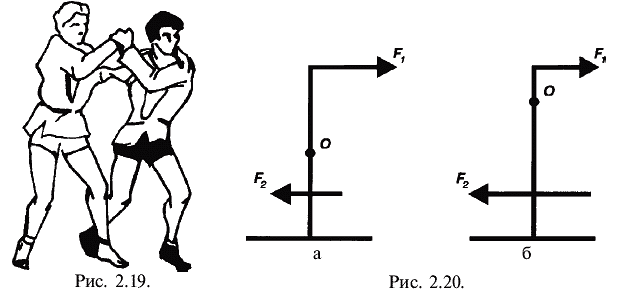 F₁
O
F₂
а
F₁
O
F₂
б
Рис. 2.19.
Рис. 2.20.